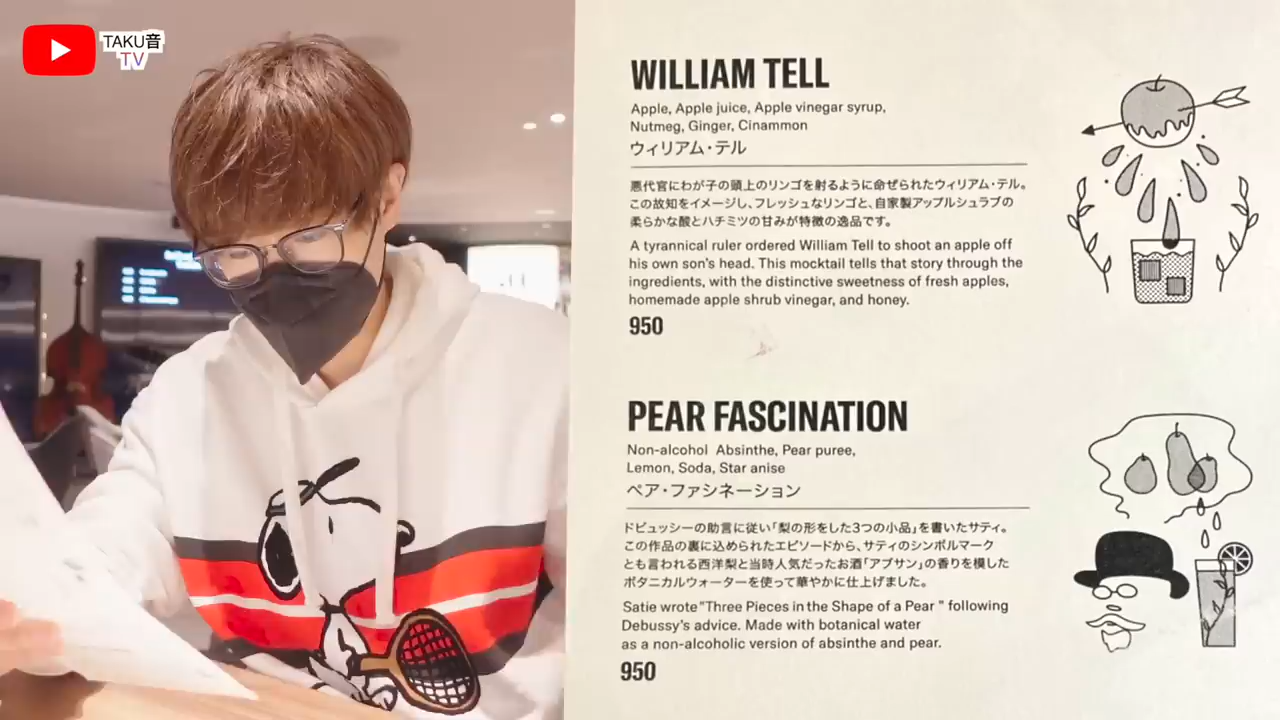 TAKU音
TV
WILLIAM TELL
Apple, Apple juice, Apple vinegar syrup,
Nutmeg, Ginger, Cinammon
ウィリアム・テル
悪代官にわが子の頭上のリンゴを射るように命ぜられたウィリアム・テル。
この故知をイメージし、フレッシュなリンゴと、自家製アップルシュラブの
柔らかな酸とハチミツの甘みが特徴の逸品です。
A tyrannical ruler ordered William Tell to shoot an apple off
his own son's head. This mocktail tells that story through the
ingredients, with the distinctive sweetness of fresh apples,
homemade apple shrub vinegar, and honey.
950
PEAR FASCINATION
Non-alcohol Absinthe, Pear puree,
Lemon, Soda, Star anise
ペア・ファシネーション
ドビュッシーの助言に従い「梨の形をした3つの小品」を書いたサティ。
この作品の裏に込められたエピソードから、サティのシンボルマーク
とも言われる西洋梨と当時人気だったお酒「アブサン」の香りを模した
ボタニカルウォーターを使って華やかに仕上げました。
Satie wrote "Three Pieces in the Shape of a Pear " following
Debussy's advice. Made with botanical water
as a non-alcoholic version of absinthe and pear.
950